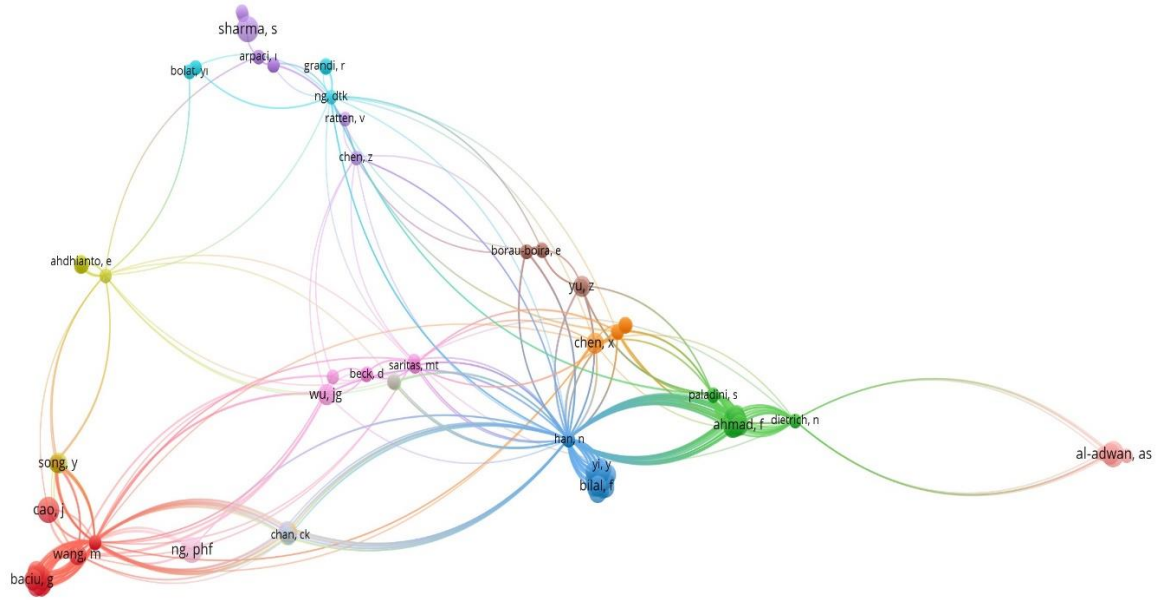 sharma, s
arpaci, ı
bolat, yı
grandi, r
ng, dtk
ratten, v
chen, z
borau-boira, e
ahdhianto, e
yu, z
chen, x
saritas, mt
beck, d
wu, jg
paladini, s
ahmad, f
dietrich, n
han, n
al-adwan, as
song, y
yi, y
bilal, f
cao, j
chan, ck
ng, phf
wang, m
baciu, g